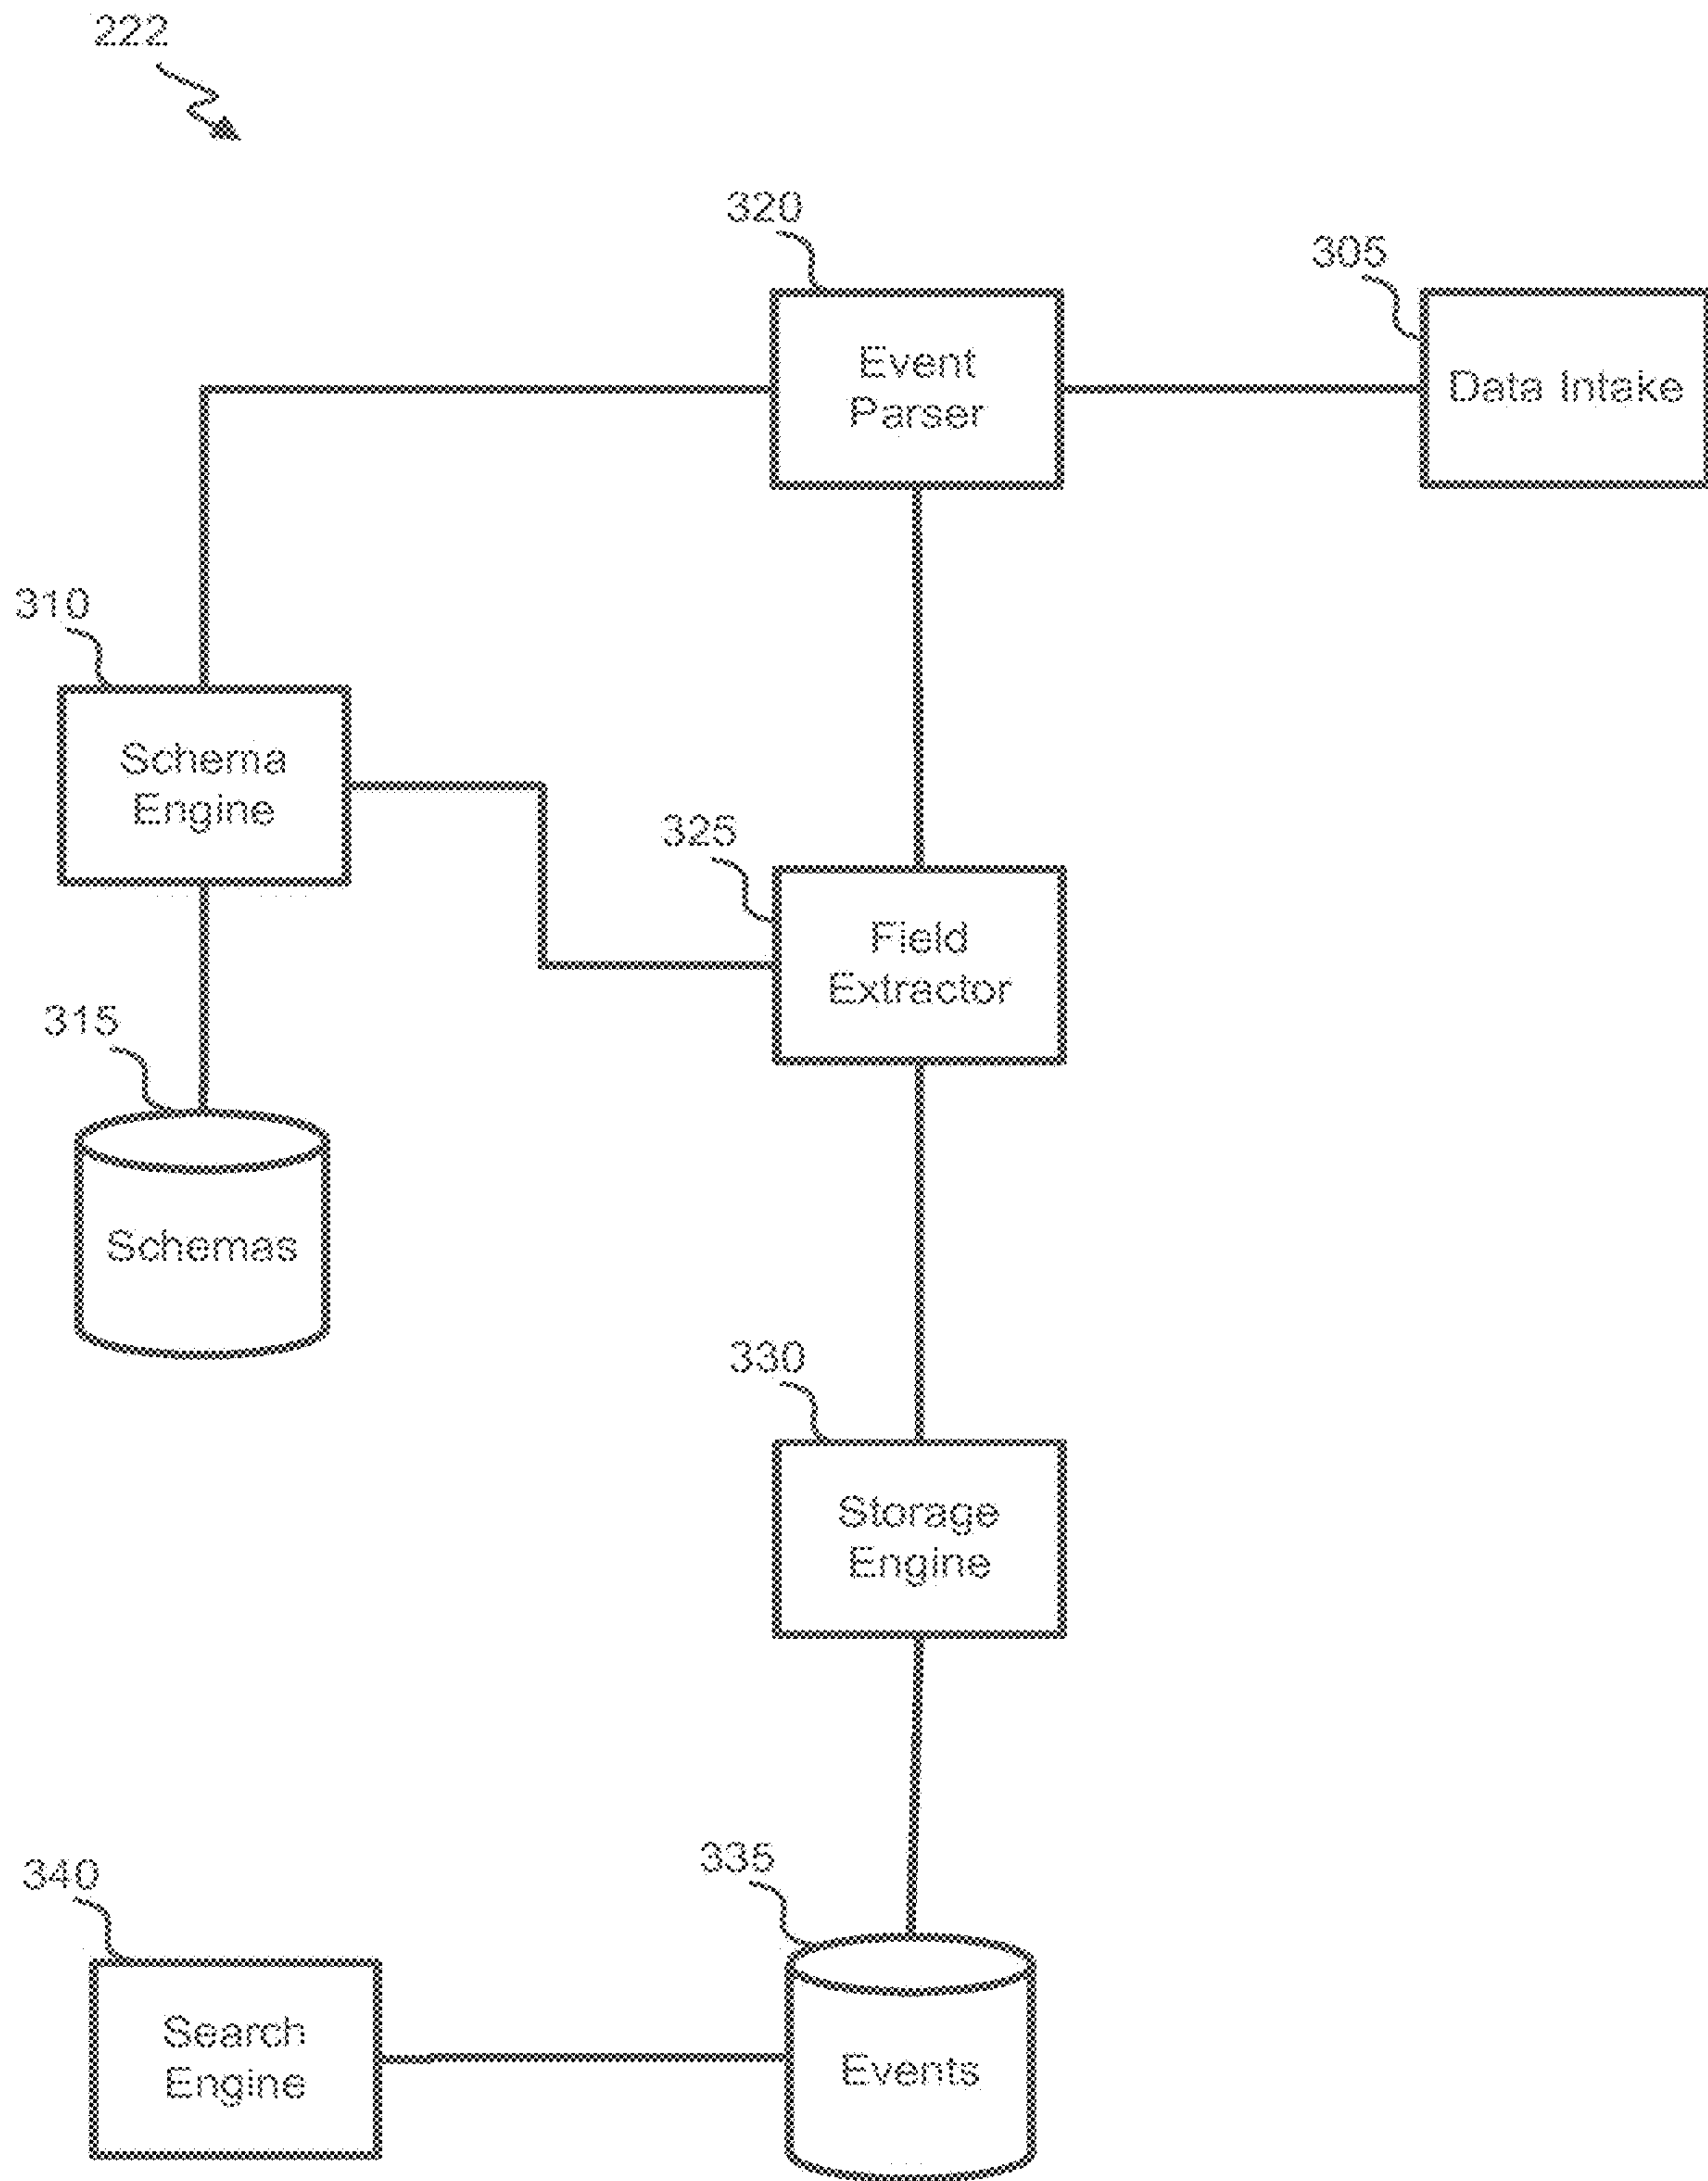 222
320
305
Event
Parser
Data Intake
310
Schema
Engine
325
Field
Extractor
315
Schemas
330
Storage
Engine
340
335
Search
Engine
Events